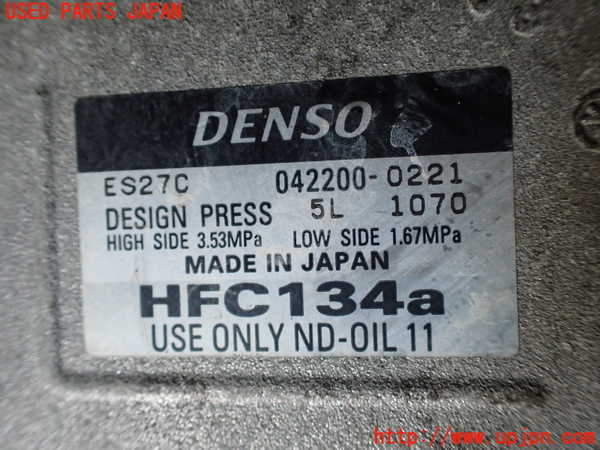 USED PARTS JAPAN
DENSO
ES27C 042200-0221
DESIGN PRESS 5L 1070
HIGH SIDE 3.53MPa LOW SIDE 1.67MPa
MADE IN JAPAN
HFC134a
USE ONLY ND-OIL 11
http://www.upjpn.com/